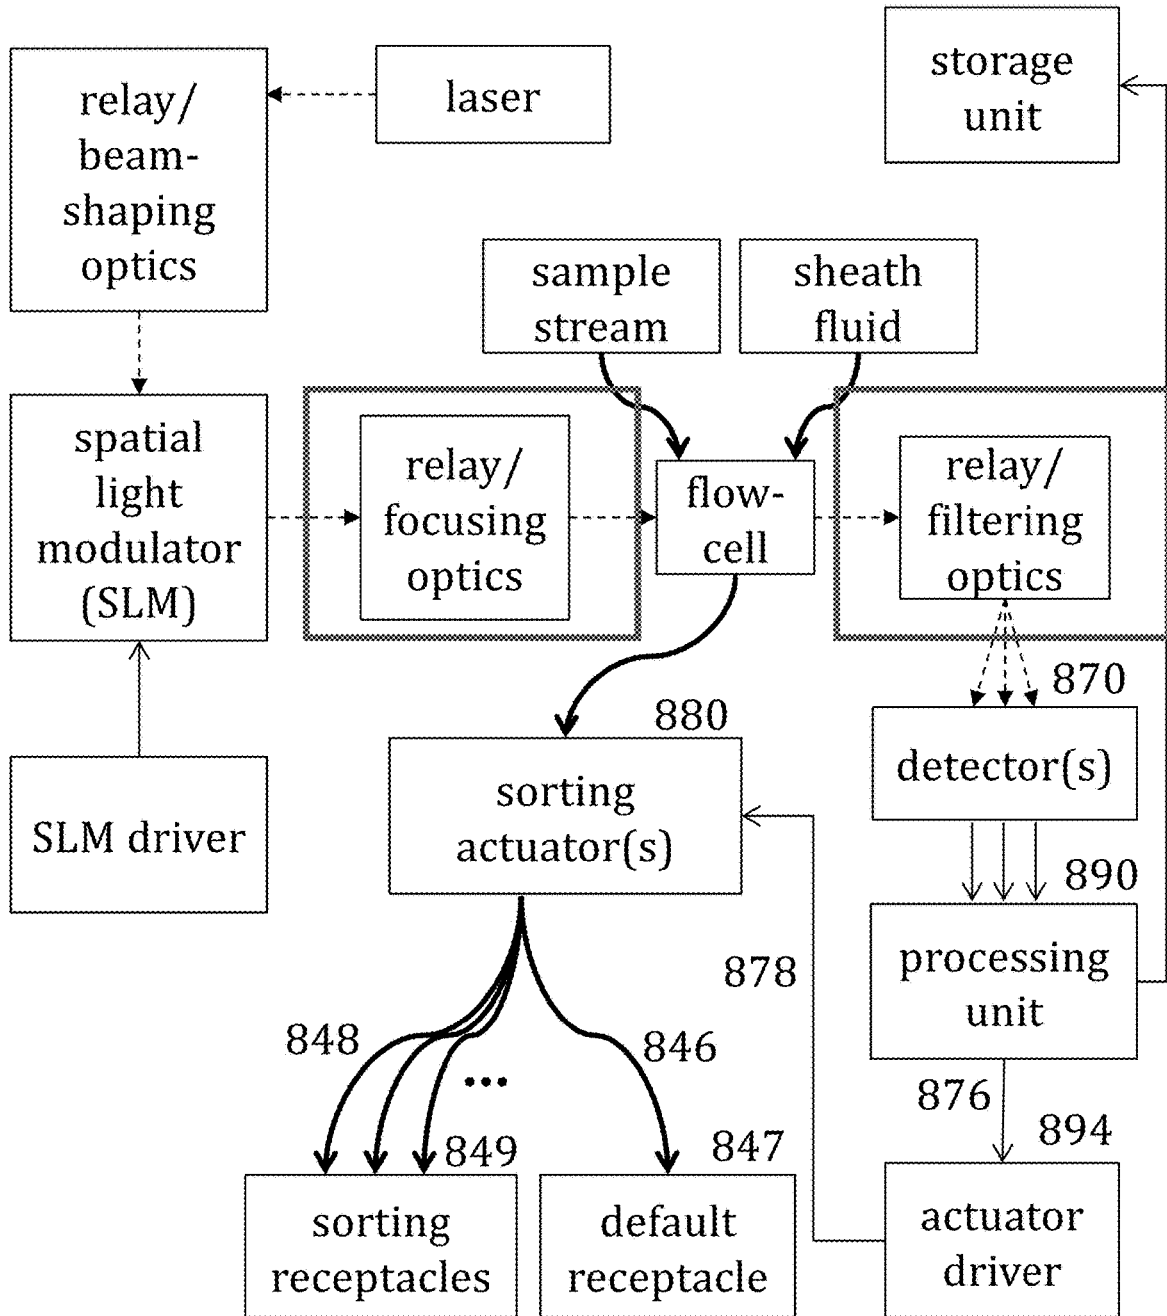 relay/
beam-
shaping
optics
laser
storage
unit
sample
stream
sheath
fluid
spatial
light
modulator
(SLM)
relay/
focusing
optics
flow-
cell
relay/
filtering
optics
870
880
detector(s)
SLM driver
sorting
actuator(s)
890
processing
unit
878
848
846
...
876
894
849
847
sorting
receptacles
default
receptacle
actuator
driver